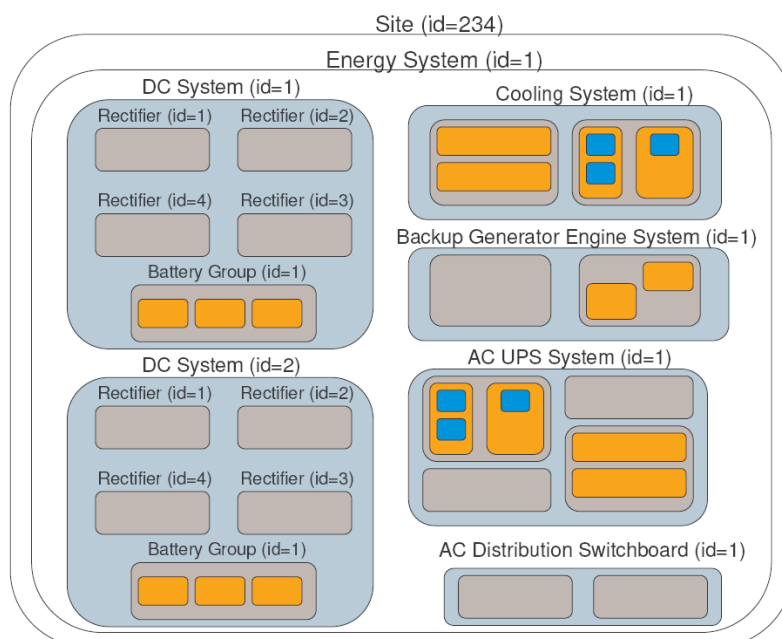 Site (id=234)
Energy System (id=1)
DC System (id=1)
Rectifier (id=1)
Rectifier (id=2)
Rectifier (id=4)
Rectifier (id=3)
Battery Group (id=1)
DC System (id=2)
Rectifier (id=1)
Rectifier (id=2)
Rectifier (id=4)
Rectifier (id=3)
Battery Group (id=1)
Cooling System (id=1)
Backup Generator Engine System (id=1)
AC UPS System (id=1)
AC Distribution Switchboard (id=1)